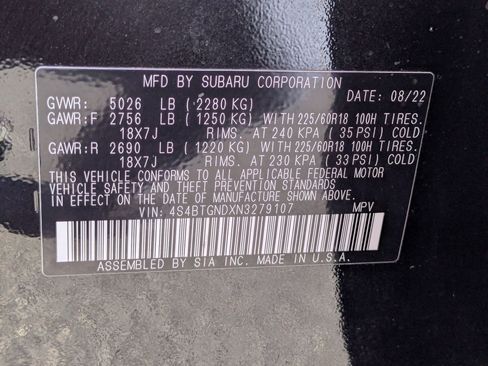 MFD BY SUBARU CORPORATION
GVWR: 5026 LB ( 2280 KG) DATE: 08/22
GAWR:F 2756 LB ( 1250 KG) WITH 225/60R18 100H TIRES.
18X7J RIMS. AT 240 KPA ( 35 PSI) COLD
GAWR:R 2690 LB ( 1220 KG) WITH 225/60R18 100H TIRES.
18X7J RIMS. AT 230 KPA ( 33 PSI) COLD
THIS VEHICLE CONFORMS TO ALL APPLICABLE FEDERAL MOTOR
VEHICLE SAFETY AND THEFT PREVENTION STANDARDS IN
EFFECT ON THE DATE OF MANUFACTURE SHOWN ABOVE.
VIN: 4S4BTGNDXN3279107 MPV
ASSEMBLED BY SIA INC. MADE IN U.S.A.